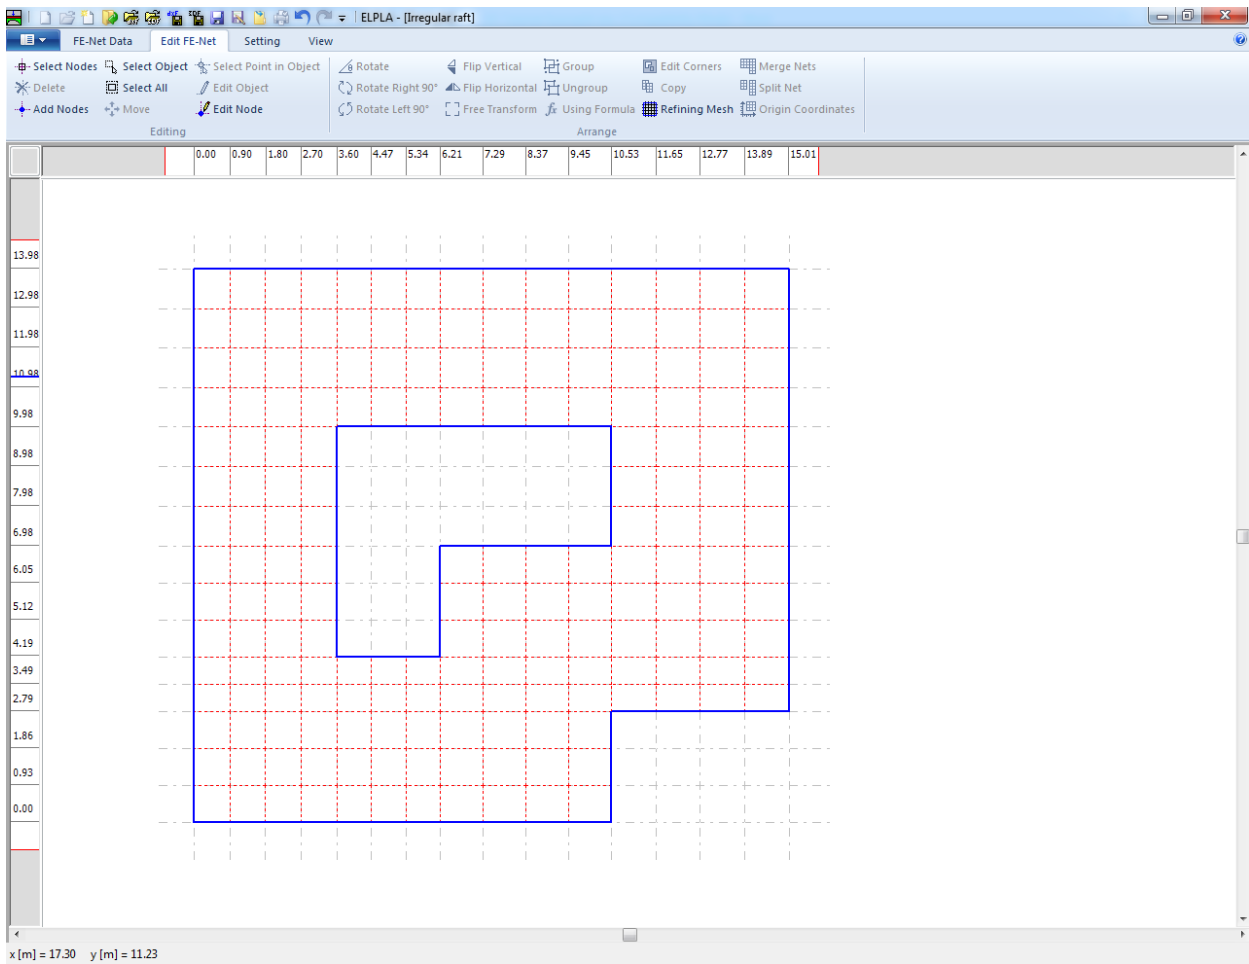 ELPLA - [Irregular raft]
FE-Net Data Edit FE-Net Setting View
Select Nodes Select Object Select Point in Object Rotate Flip Vertical Group Edit Corners Merge Nets
Delete Select All Edit Object Rotate Right 90° Flip Horizontal Ungroup Copy Split Net
Add Nodes Move Edit Node Rotate Left 90° Free Transform fx Using Formula Refining Mesh Origin Coordinates
Editing Arrange
0.00 0.90 1.80 2.70 3.60 4.47 5.34 6.21 7.29 8.37 9.45 10.53 11.65 12.77 13.89 15.01
13.98
12.98
11.98
10.98
9.98
8.98
7.98
6.98
6.05
5.12
4.19
3.49
2.79
1.86
0.93
0.00
x [m] = 17.30 y [m] = 11.23